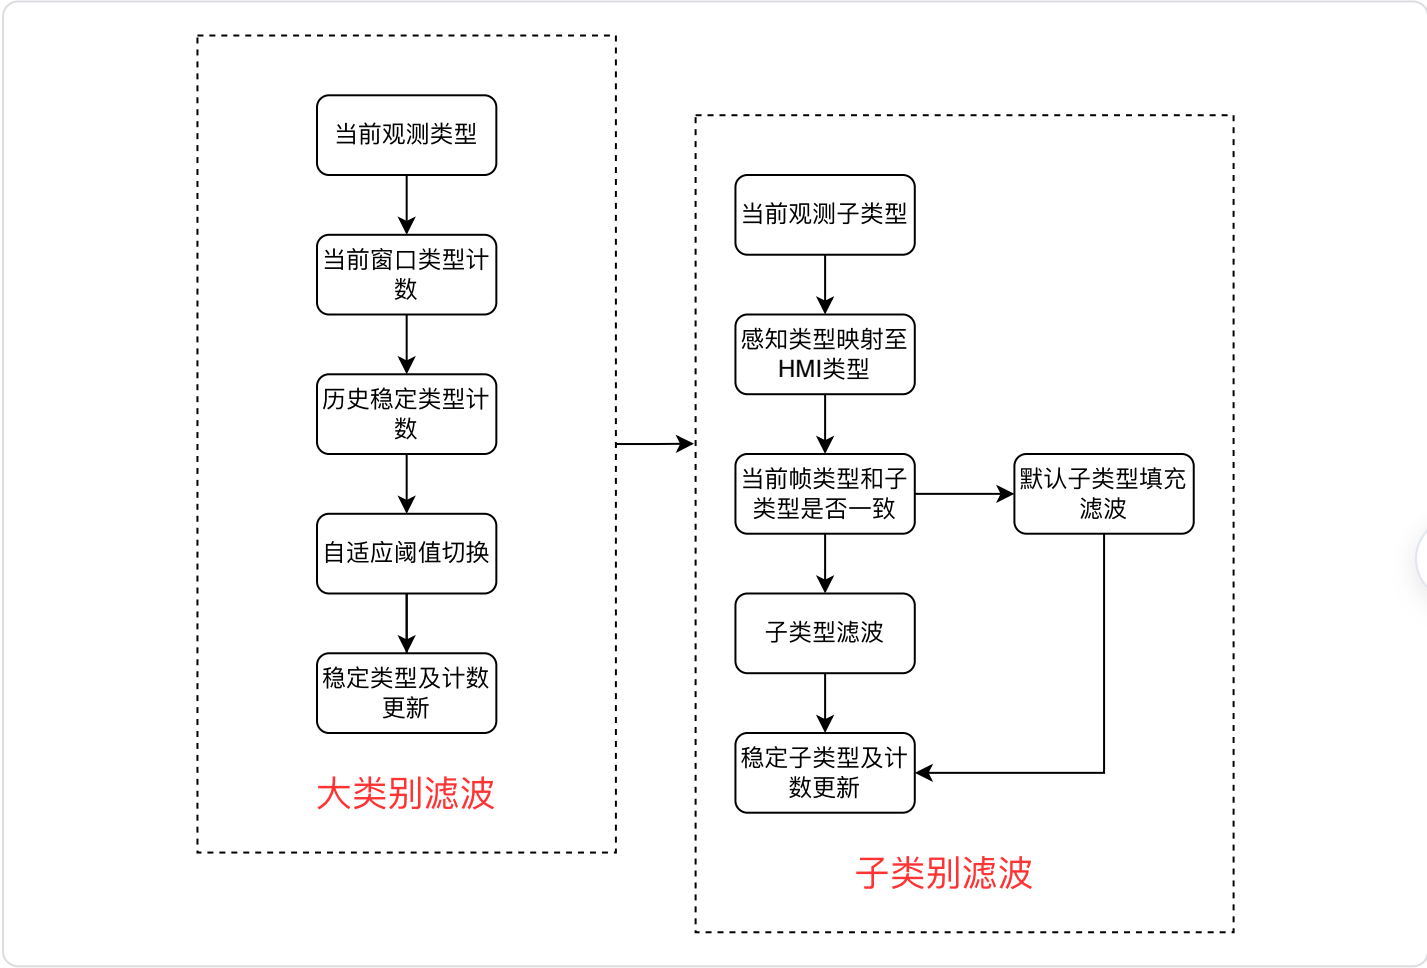 当前观测类型
当前窗口类型计
数
历史稳定类型计
数
自适应阈值切换
稳定类型及计数
更新
大类别滤波
当前观测子类型
感知类型映射至
HMI类型
当前帧类型和子
类型是否一致
默认子类型填充
滤波
子类型滤波
稳定子类型及计
数更新
子类别滤波